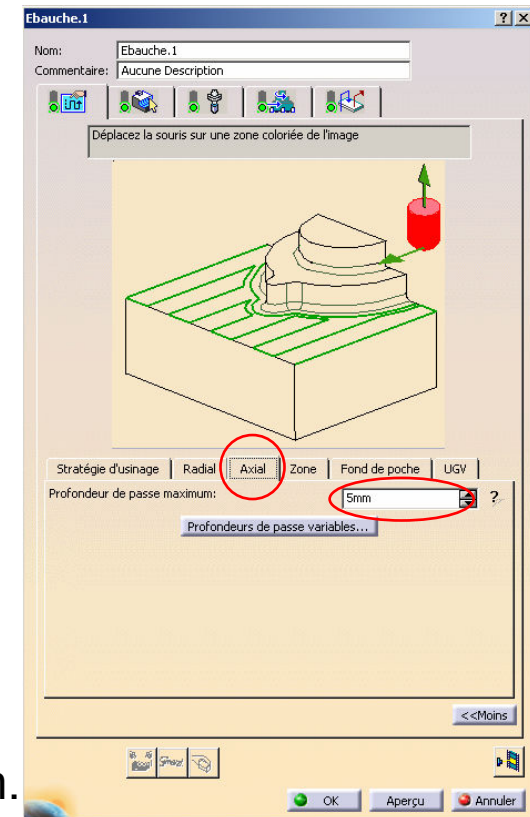 Ebauche.1
Nom: Ebauche.1
Commentaire: Aucune Description
Déplacez la souris sur une zone coloriée de l'image
Stratégie d'usinage Radial Axial Zone Fond de poche UGV
Profondeur de passe maximum: 5mm ?
Profondeurs de passe variables...
<<Moins
n.
OK Aperçu Annuler